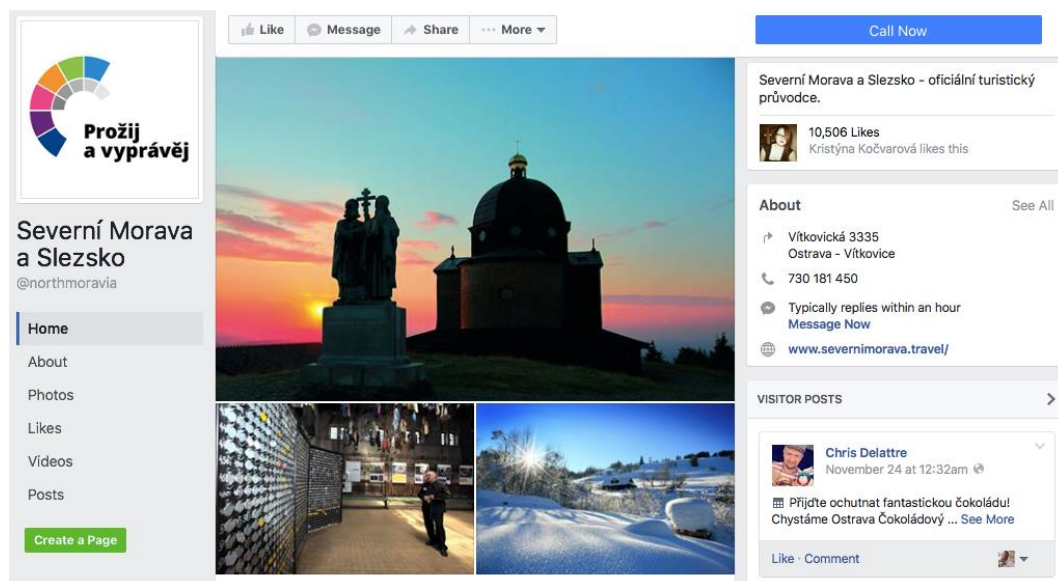 Prožij
a vyprávěj
Severní Morava
a Slezsko
@northmoravia
Home
About
Photos
Likes
Videos
Posts
Create a Page
Like
Message
Share
More
Call Now
Severní Morava a Slezsko - oficiální turistický
průvodce.
10,506 Likes
Kristýna Kočvarová likes this
About
See All
Vítkovická 3335
Ostrava - Vítkovice
730 181 450
Typically replies within an hour
Message Now
www.severnimorava.travel/
VISITOR POSTS
Chris Delattre
November 24 at 12:32am
Přijďte ochutnat fantastickou čokoládu!
Chystáme Ostrava Čokoládový ... See More
Like · Comment